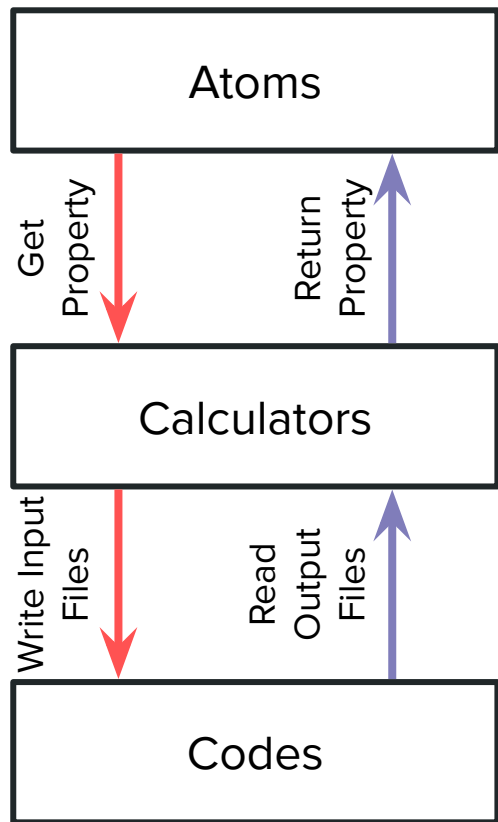 Atoms
Get
Property
Return
Property
Calculators
Write Input
Files
Read
Output
Files
Codes